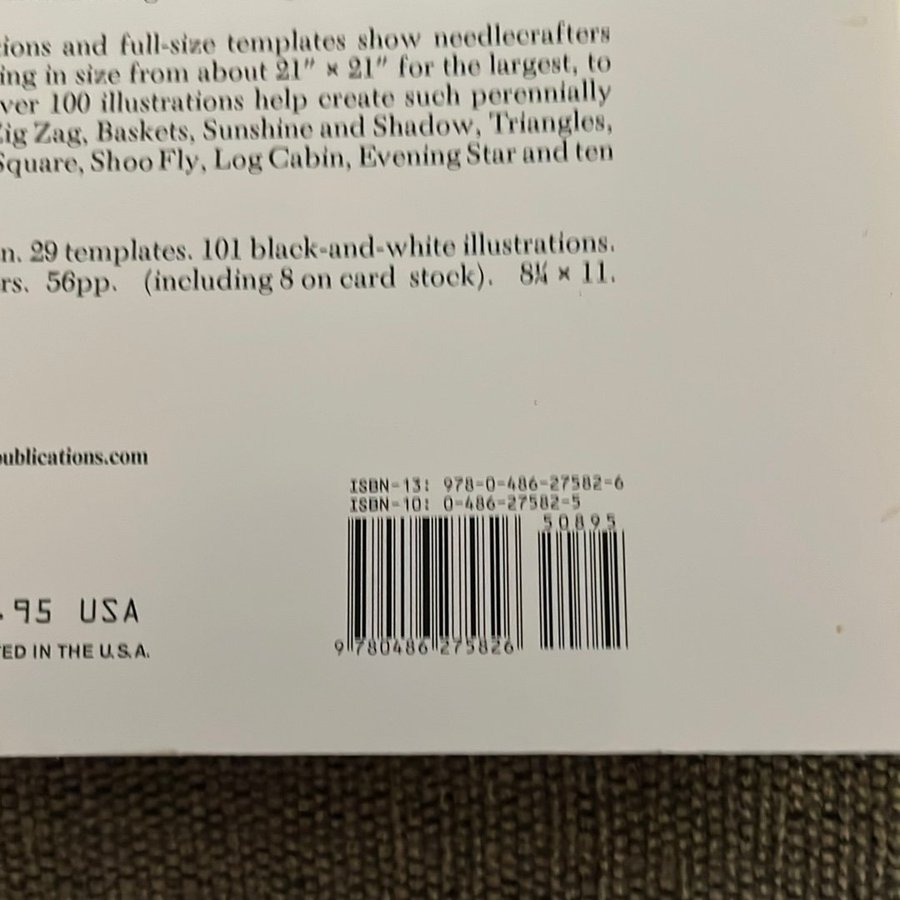 ions and full-size templates show needlecrafters
ing in size from about 21" × 21" for the largest, to
ver 100 illustrations help create such perennially
Zig Zag, Baskets, Sunshine and Shadow, Triangles,
Square, Shoo Fly, Log Cabin, Evening Star and ten
n. 29 templates. 101 black-and-white illustrations.
rs. 56pp. (including 8 on card stock). 8¼ × 11.
publications.com
ISBN-13: 978-0-486-27582-6
ISBN-10: 0-486-27582-5
50895
9 780486 275826
.95 USA
TED IN THE U.S.A.